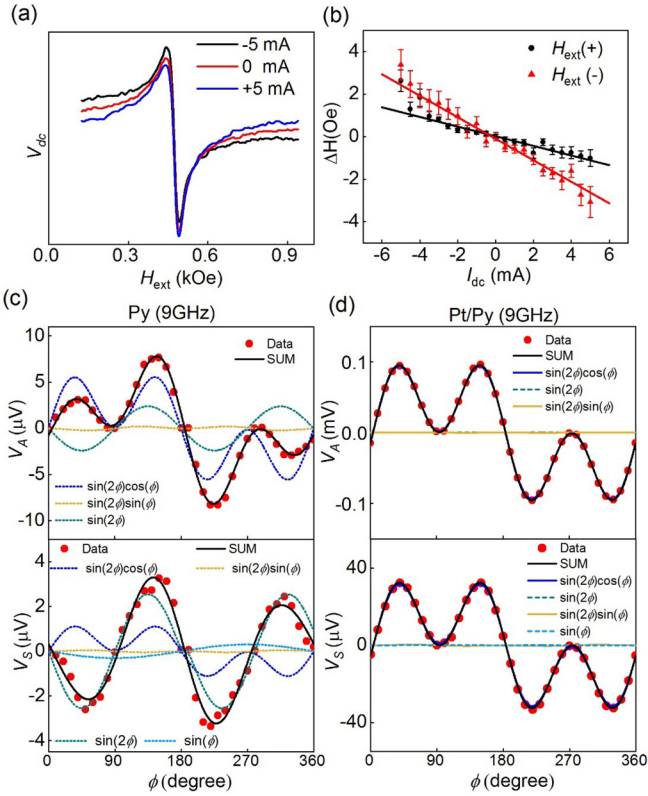 (a)
-5 mA
0 mA
+5 mA
V_dc
0.0 0.3 0.6 0.9
H_ext (kOe)
(b)
H_ext(+)
H_ext (-)
ΔH(Oe)
4
2
0
-2
-4
-6 -4 -2 0 2 4 6
I_dc (mA)
(c)
Py (9GHz)
Data
SUM
V_A (μV)
10
5
0
-5
-10
sin(2ϕ)cos(ϕ)
sin(2ϕ)sin(ϕ)
sin(2ϕ)
Data SUM
sin(2ϕ)cos(ϕ) sin(2ϕ)sin(ϕ)
V_S (μV)
4
2
0
-2
-4
sin(2ϕ) sin(ϕ)
0 90 180 270 360
ϕ (degree)
(d)
Pt/Py (9GHz)
Data
SUM
sin(2ϕ)cos(ϕ)
sin(2ϕ)
sin(2ϕ)sin(ϕ)
V_A (mV)
0.1
0.0
-0.1
Data
SUM
sin(2ϕ)cos(ϕ)
sin(2ϕ)
sin(2ϕ)sin(ϕ)
sin(ϕ)
V_S (μV)
40
0
-40
0 90 180 270 360
ϕ (degree)